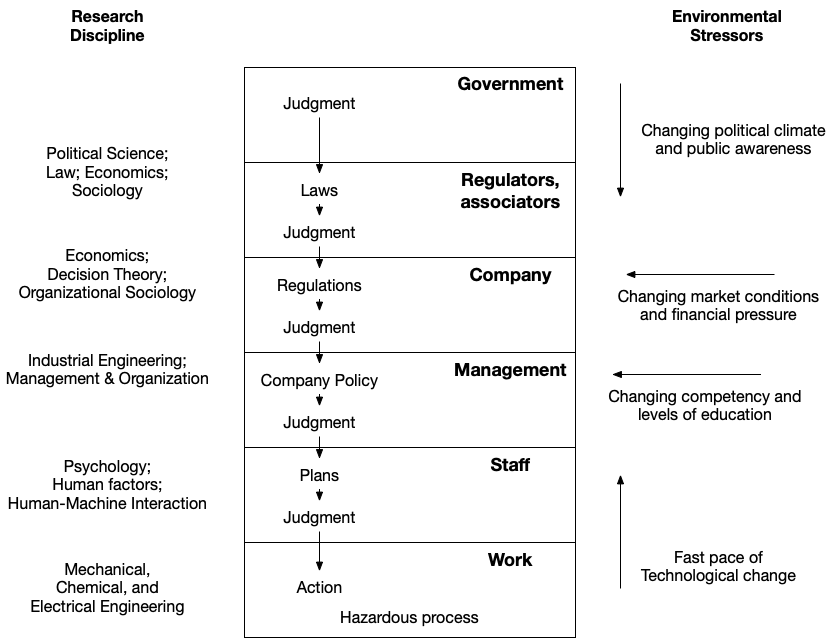 Research
Discipline
Environmental
Stressors
Government
Judgment
Changing political climate
and public awareness
Political Science;
Law; Economics;
Sociology
Regulators,
associators
Laws
Judgment
Economics;
Decision Theory;
Organizational Sociology
Company
Regulations
Judgment
Changing market conditions
and financial pressure
Industrial Engineering;
Management & Organization
Management
Company Policy
Judgment
Changing competency and
levels of education
Psychology;
Human factors;
Human-Machine Interaction
Staff
Plans
Judgment
Mechanical,
Chemical, and
Electrical Engineering
Work
Action
Hazardous process
Fast pace of
Technological change